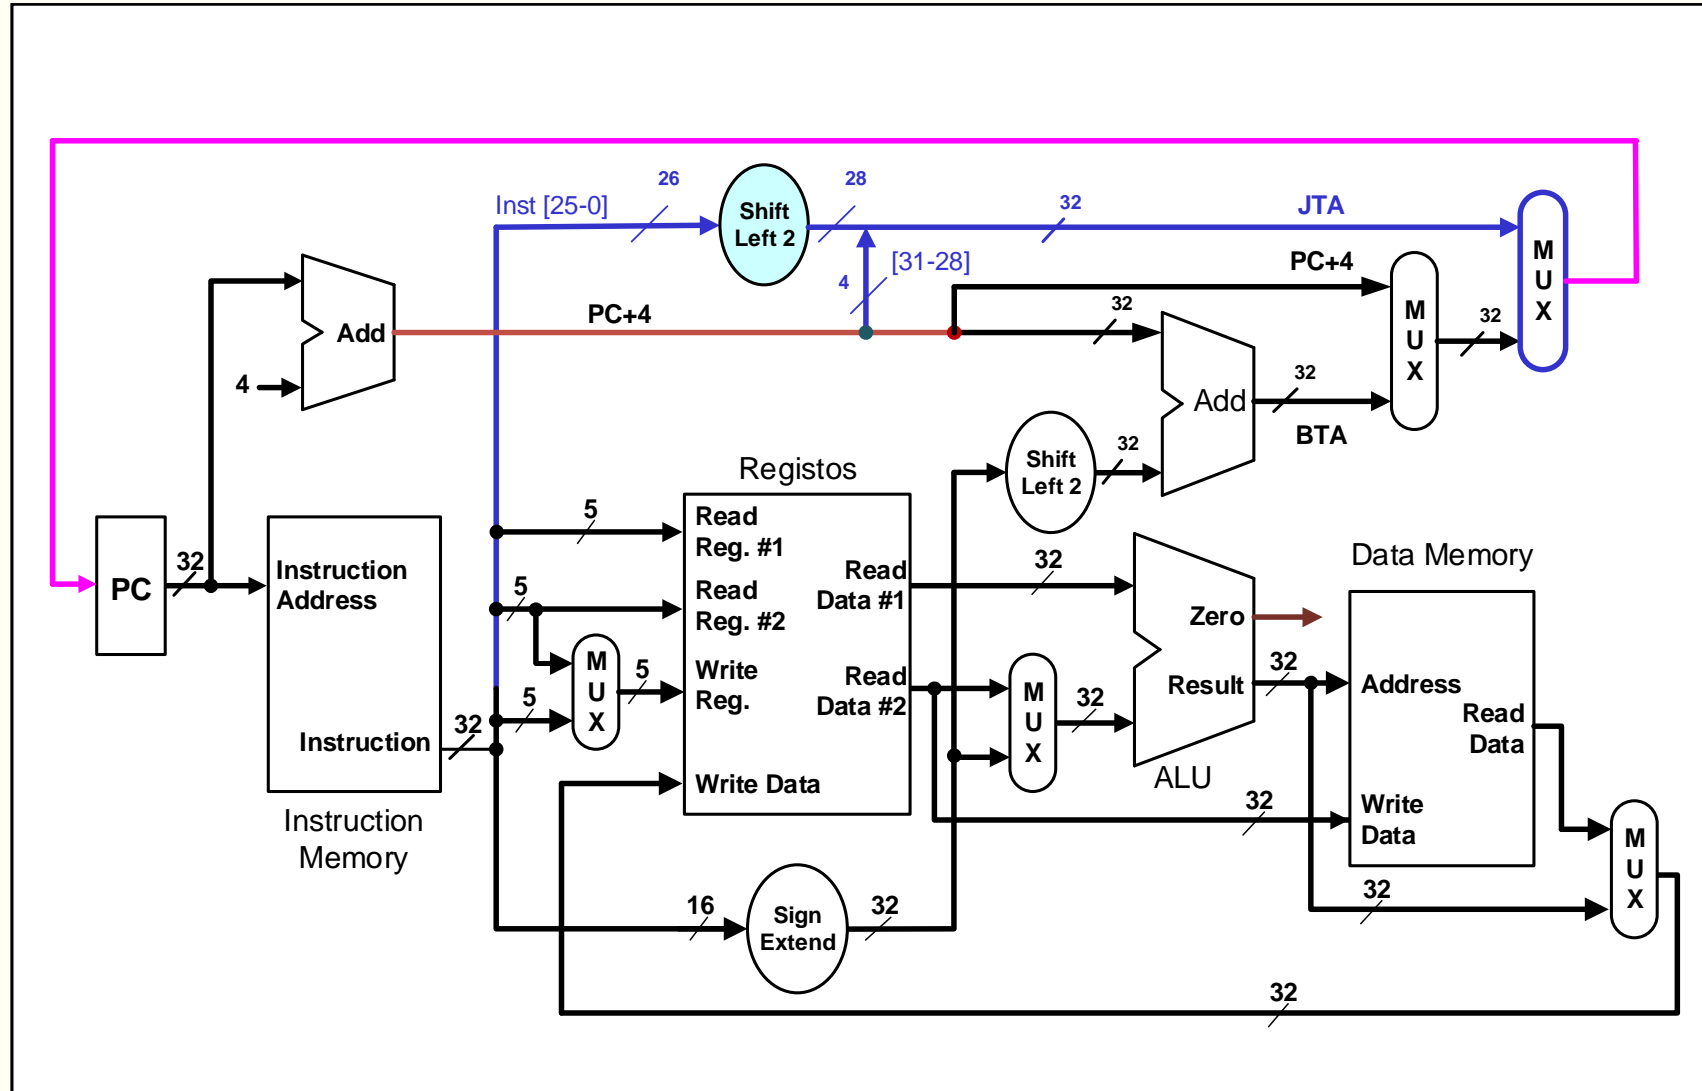 26
28
32
JTA
Inst [25-0]
Shift
Left 2
[31-28]
4
PC+4
M
U
X
PC+4
32
M
U
X
32
Add
4
32
Add
BTA
Shift
Left 2
32
Registos
PC
32
Instruction
Address
Instruction
32
Instruction
Memory
5
5
5
M
U
X
5
Read
Reg. #1
Read
Reg. #2
Write
Reg.
Write Data
Read
Data #1
Read
Data #2
32
M
U
X
32
Zero
Result
ALU
32
Data Memory
Address
Read
Data
Write
Data
32
32
M
U
X
16
Sign
Extend
32
32